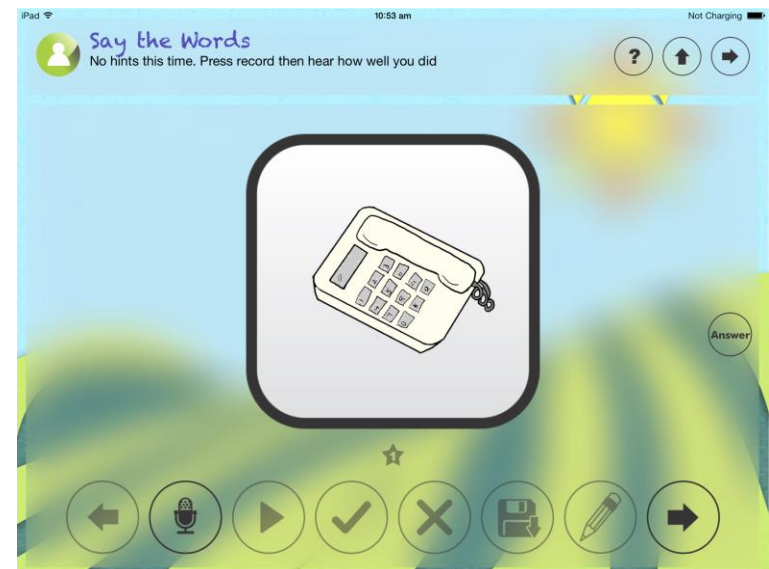 iPad
10:53 am
Not Charging
Say the Words
No hints this time. Press record then hear how well you did
?
Answer
1